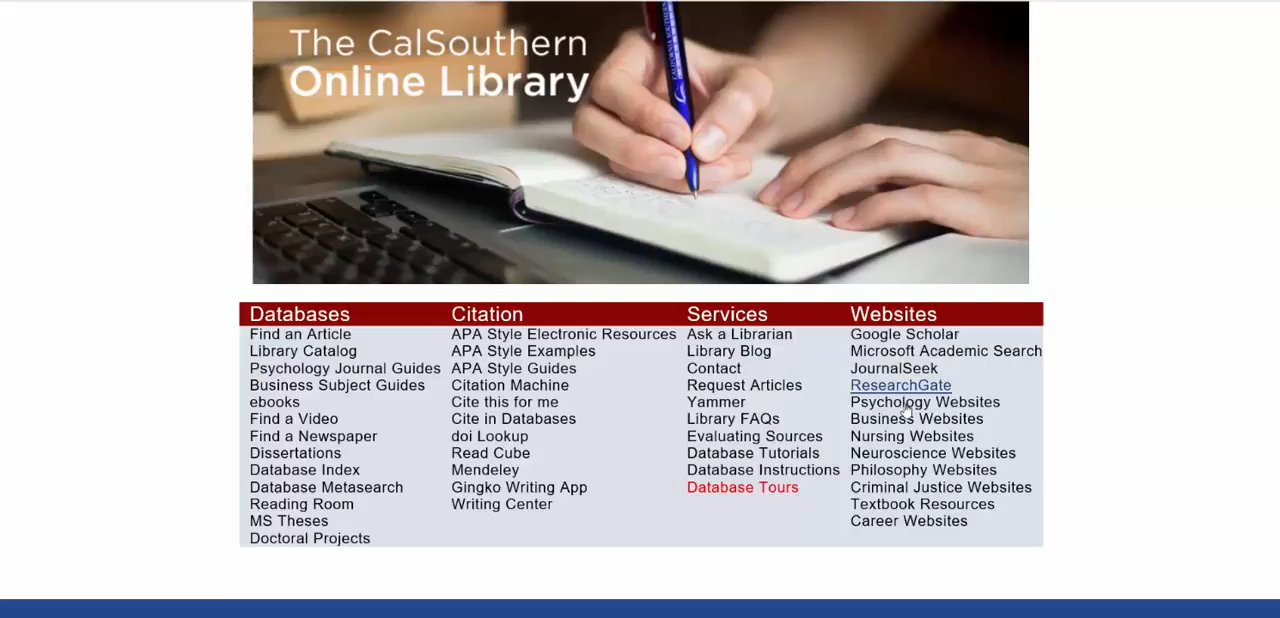 The CalSouthern
Online Library
CALIFORNIA SOUTHERN
Databases
Find an Article
Library Catalog
Psychology Journal Guides
Business Subject Guides
ebooks
Find a Video
Find a Newspaper
Dissertations
Database Index
Database Metasearch
Reading Room
MS Theses
Doctoral Projects
Citation
APA Style Electronic Resources
APA Style Examples
APA Style Guides
Citation Machine
Cite this for me
Cite in Databases
doi Lookup
Read Cube
Mendeley
Gingko Writing App
Writing Center
Services
Ask a Librarian
Library Blog
Contact
Request Articles
Yammer
Library FAQs
Evaluating Sources
Database Tutorials
Database Instructions
Database Tours
Websites
Google Scholar
Microsoft Academic Search
JournalSeek
ResearchGate
Psychology Websites
Business Websites
Nursing Websites
Neuroscience Websites
Philosophy Websites
Criminal Justice Websites
Textbook Resources
Career Websites